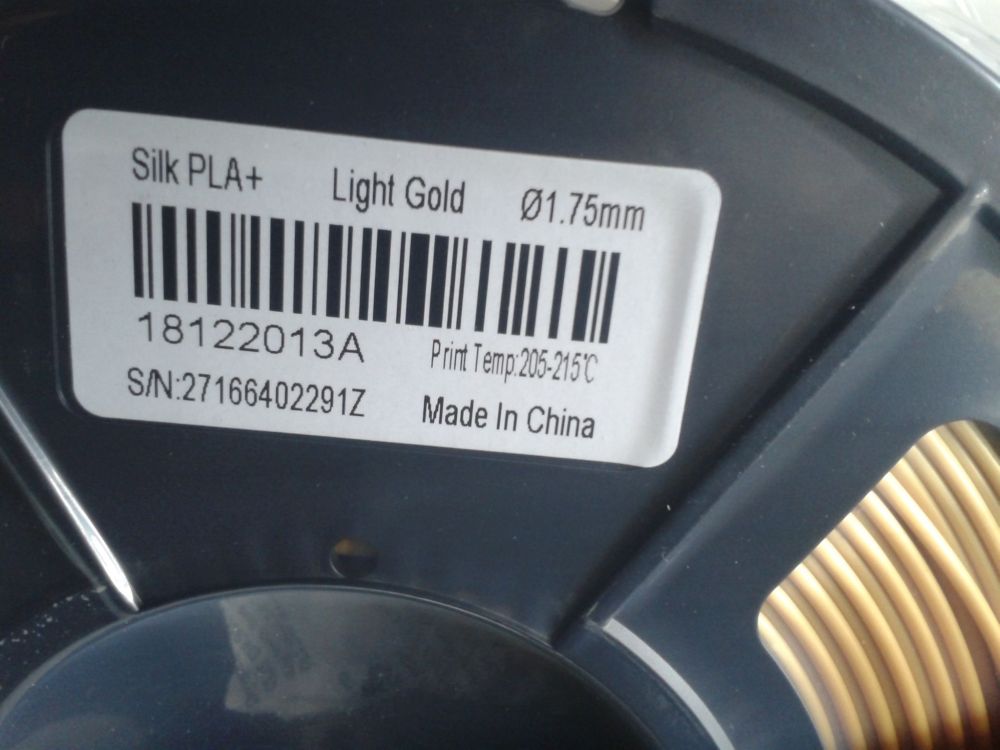 Silk PLA+ Light Gold Ø1.75mm
18122013A
Print Temp:205-215℃
S/N:27166402291Z
Made In China